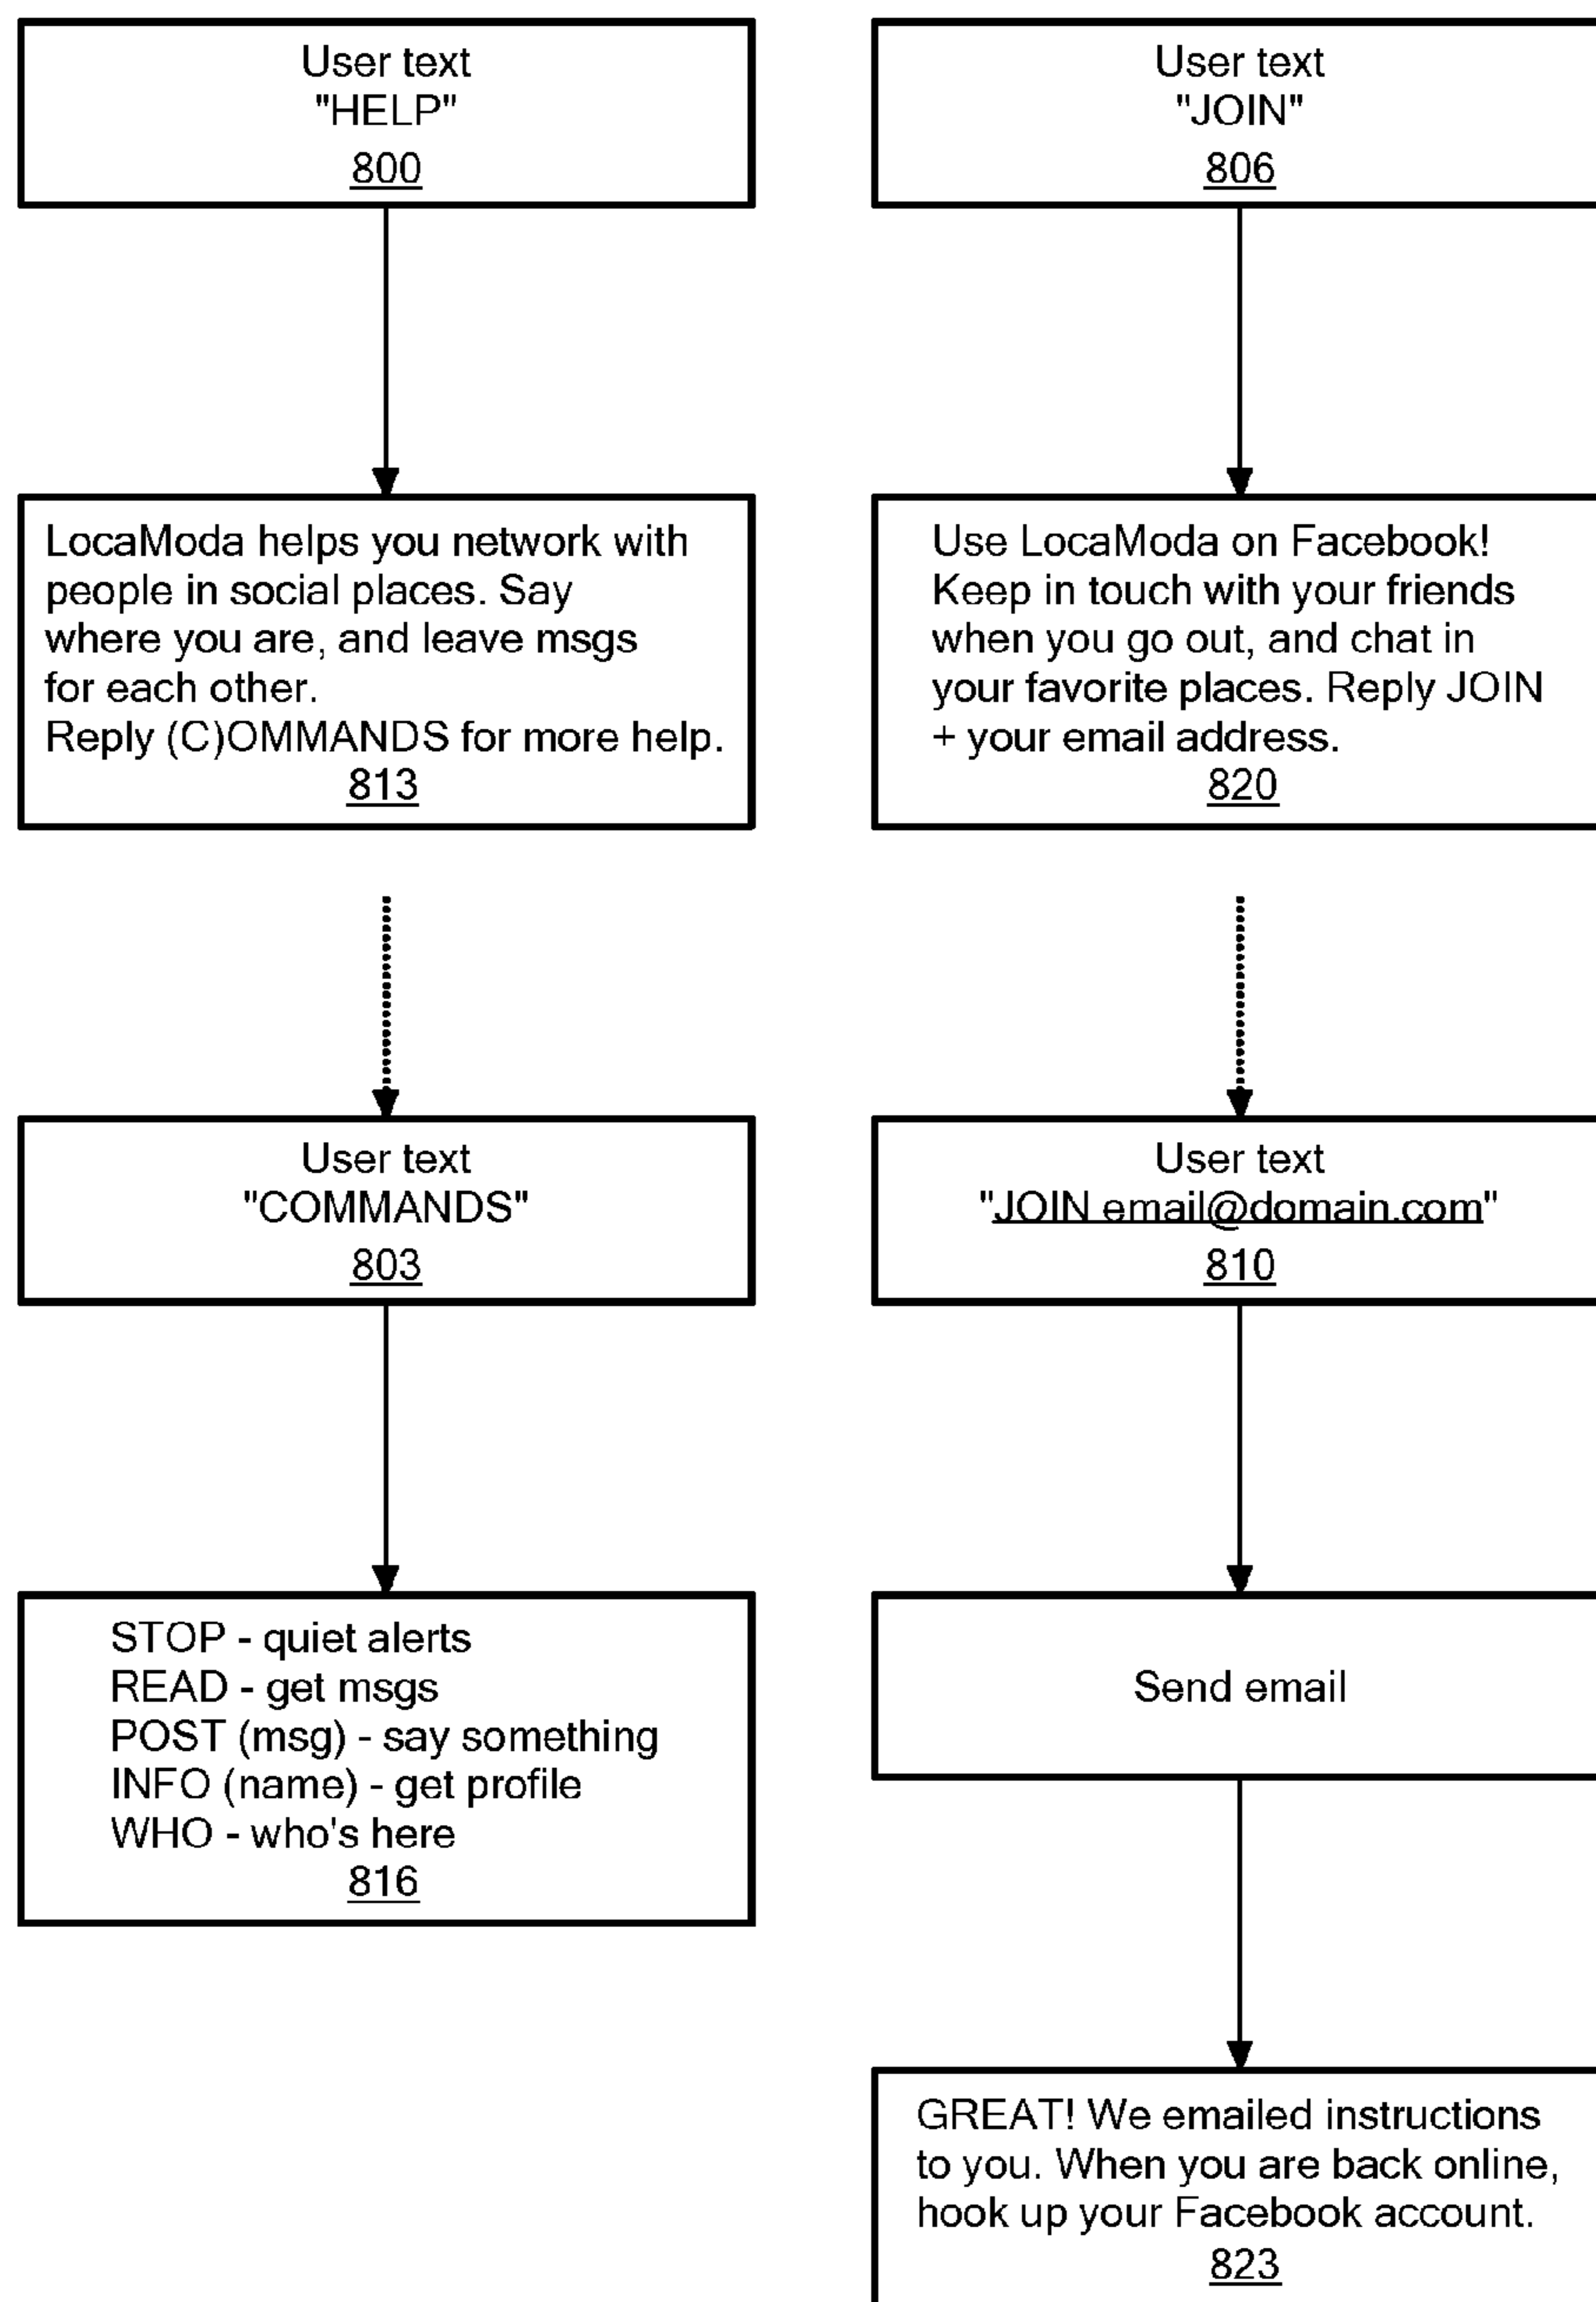 User text
"HELP"
800
LocaModa helps you network with
people in social places. Say
where you are, and leave msgs
for each other.
Reply (C)OMMANDS for more help.
813
User text
"COMMANDS"
803
STOP - quiet alerts
READ - get msgs
POST (msg) - say something
INFO (name) - get profile
WHO - who's here
816
User text
"JOIN"
806
Use LocaModa on Facebook!
Keep in touch with your friends
when you go out, and chat in
your favorite places. Reply JOIN
+ your email address.
820
User text
"JOIN email@domain.com"
810
Send email
GREAT! We emailed instructions
to you. When you are back online,
hook up your Facebook account.
823